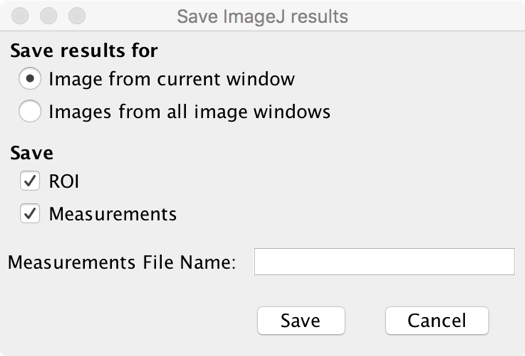 Save ImageJ results
Save results for
Image from current window
Images from all image windows
Save
ROI
Measurements
Measurements File Name:
Save Cancel